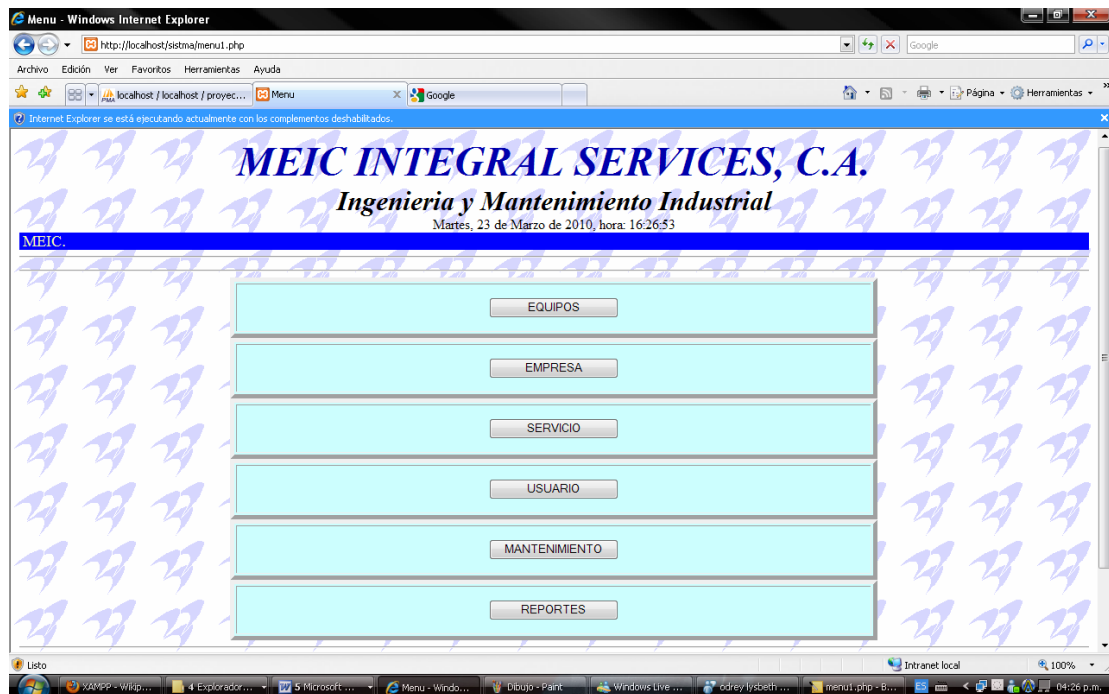 Menu - Windows Internet Explorer
http://localhost/sistma/menu1.php
Google
Archivo Edición Ver Favoritos Herramientas Ayuda
PMA localhost / localhost / proyec... Menu Google Página Herramientas
Internet Explorer se está ejecutando actualmente con los complementos deshabilitados.
MEIC INTEGRAL SERVICES, C.A.
Ingenieria y Mantenimiento Industrial
Martes, 23 de Marzo de 2010, hora: 16:26:53
MEIC.
EQUIPOS
EMPRESA
SERVICIO
USUARIO
MANTENIMIENTO
REPORTES
Listo Intranet local 100%
XAMPP - Wikip... 4 Explorador... 5 Microsoft ... Menu - Windo... Dibujo - Paint Windows Live ... odrey lysbeth ... menu1.php - B... ES 04:26 p.m.